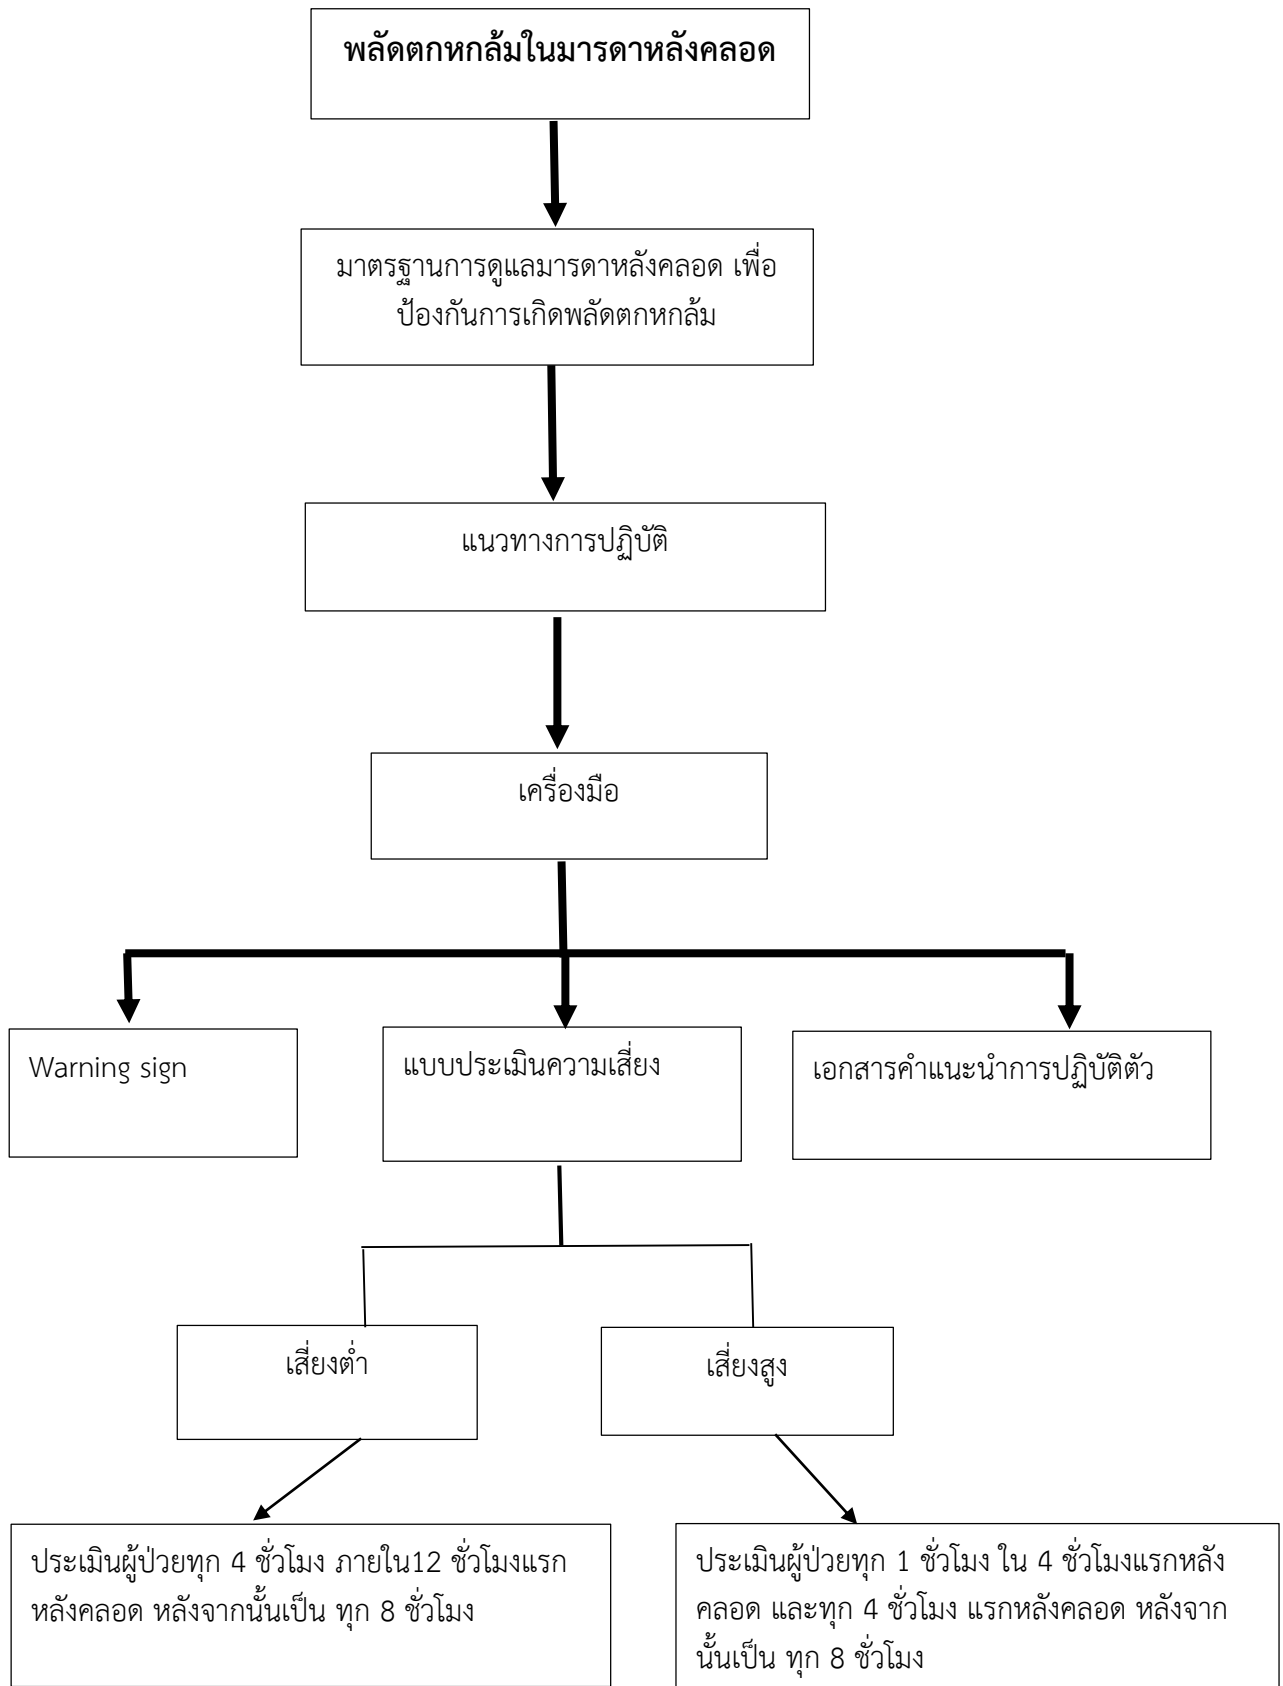 พลัดตกหกล้มในมารดาหลังคลอด
มาตรฐานการดูแลมารดาหลังคลอด เพื่อ
ป้องกันการเกิดพลัดตกหกล้ม
แนวทางการปฏิบัติ
เครื่องมือ
Warning sign
แบบประเมินความเสี่ยง
เอกสารคำแนะนำการปฏิบัติตัว
เสี่ยงต่ำ
เสี่ยงสูง
ประเมินผู้ป่วยทุก 4 ชั่วโมง ภายใน12 ชั่วโมงแรก
หลังคลอด หลังจากนั้นเป็น ทุก 8 ชั่วโมง
ประเมินผู้ป่วยทุก 1 ชั่วโมง ใน 4 ชั่วโมงแรกหลัง
คลอด และทุก 4 ชั่วโมง แรกหลังคลอด หลังจาก
นั้นเป็น ทุก 8 ชั่วโมง